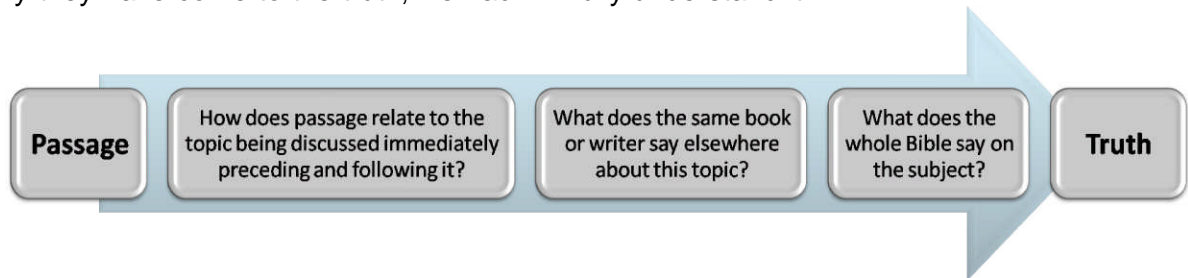 Passage
How does passage relate to the
topic being discussed immediately
preceding and following it?
What does the same book
or writer say elsewhere
about this topic?
What does the
whole Bible say on
the subject?
Truth